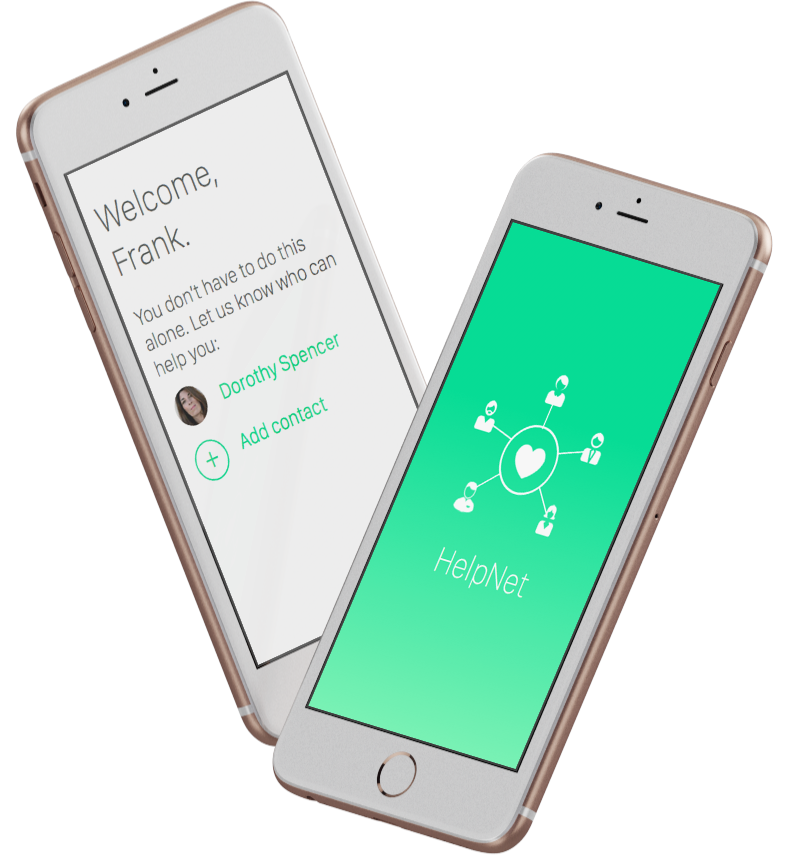 Welcome,
Frank.
You don't have to do this
alone. Let us know who can
help you:
Dorothy Spencer
Add contact
HelpNet